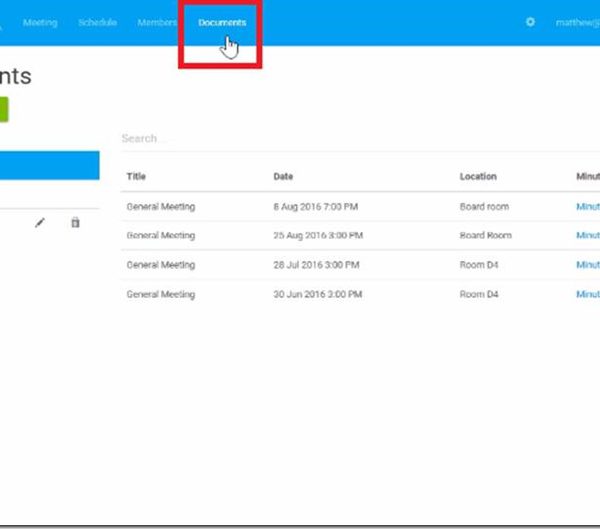 Meeting Schedule Members Documents matthew@
nts
Search...
Title Date Location Minut
General Meeting 8 Aug 2016 7:00 PM Board room Minut
General Meeting 25 Aug 2016 3:00 PM Board Room Minut
General Meeting 28 Jul 2016 3:00 PM Room D4 Minut
General Meeting 30 Jun 2016 3:00 PM Room D4 Minut